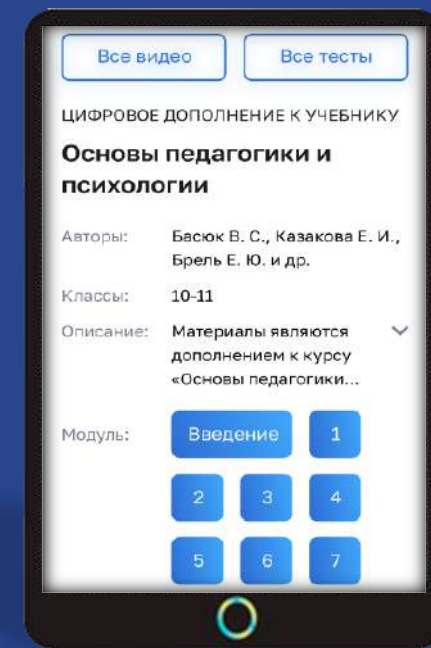 Все видео
Все тесты
ЦИФРОВОЕ ДОПОЛНЕНИЕ К УЧЕБНИКУ
Основы педагогики и
психологии
Авторы: Басюк В. С., Казакова Е. И.,
Брель Е. Ю. и др.
Классы: 10-11
Описание: Материалы являются
дополнением к курсу
«Основы педагогики...
Модуль: Введение 1
2 3 4
5 6 7